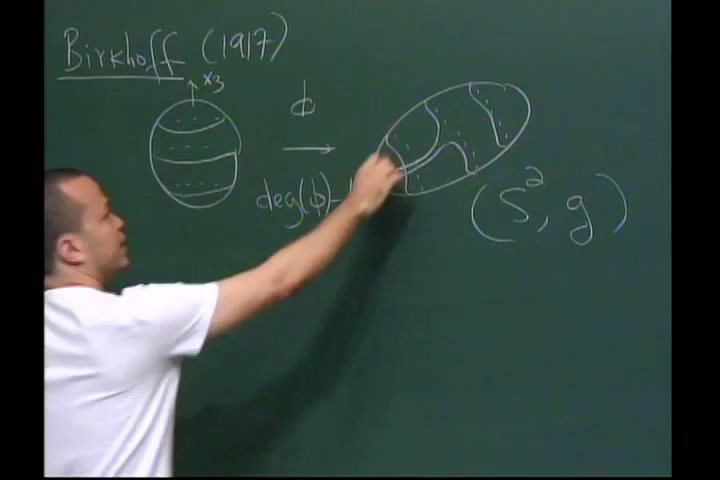 Birkhoff (1917)
x3
ϕ
deg(ϕ)=
(S², g)